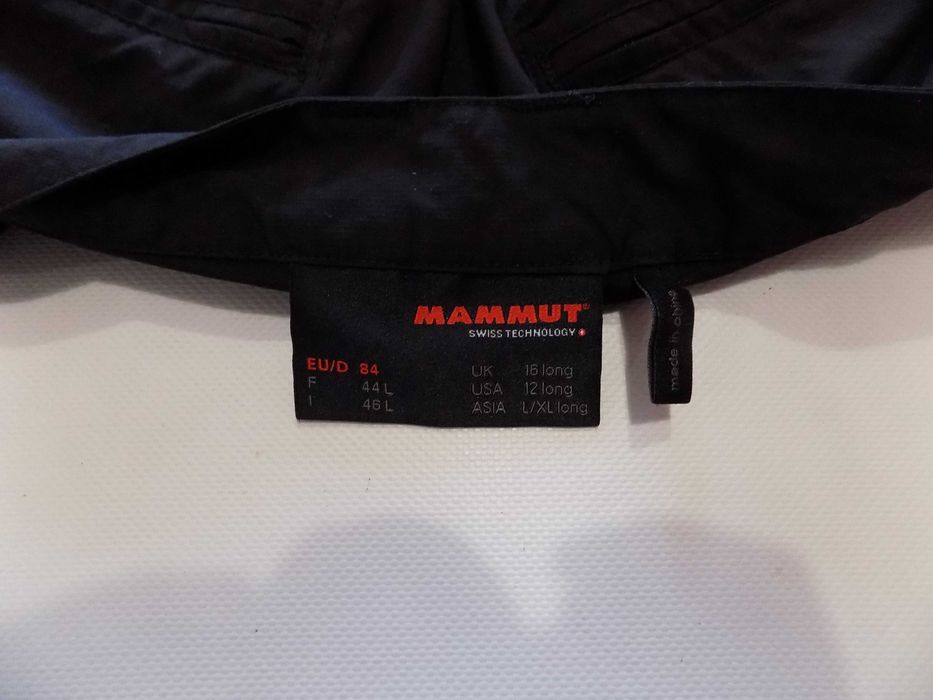 MAMMUT®
SWISS TECHNOLOGY
EU/D 84
F 44 L
I 46 L
UK 16 long
USA 12 long
ASIA L/XL long
made in china